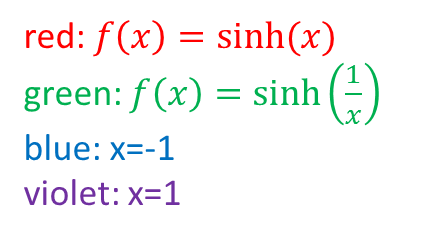 red: f(x) = sinh(x)
green: f(x) = sinh(1/x)
blue: x=-1
violet: x=1